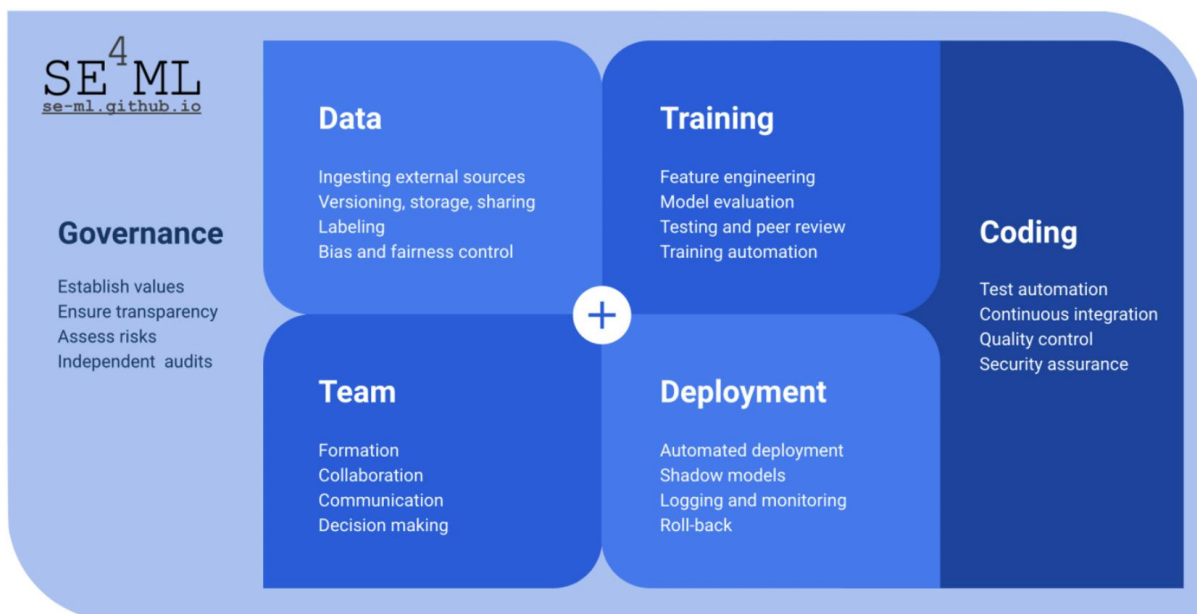 SE4ML
se-ml.github.io
Governance
Establish values
Ensure transparency
Assess risks
Independent audits
Data
Ingesting external sources
Versioning, storage, sharing
Labeling
Bias and fairness control
Training
Feature engineering
Model evaluation
Testing and peer review
Training automation
Team
Formation
Collaboration
Communication
Decision making
Deployment
Automated deployment
Shadow models
Logging and monitoring
Roll-back
Coding
Test automation
Continuous integration
Quality control
Security assurance